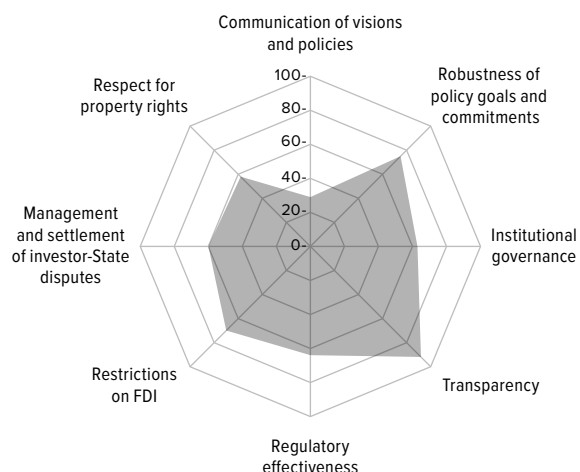 Communication of visions
and policies
Robustness of
policy goals and
commitments
Respect for
property rights
100-
80-
60-
40-
20-
0-
Management
and settlement
of investor-State
disputes
Institutional
governance
Restrictions
on FDI
Transparency
Regulatory
effectiveness